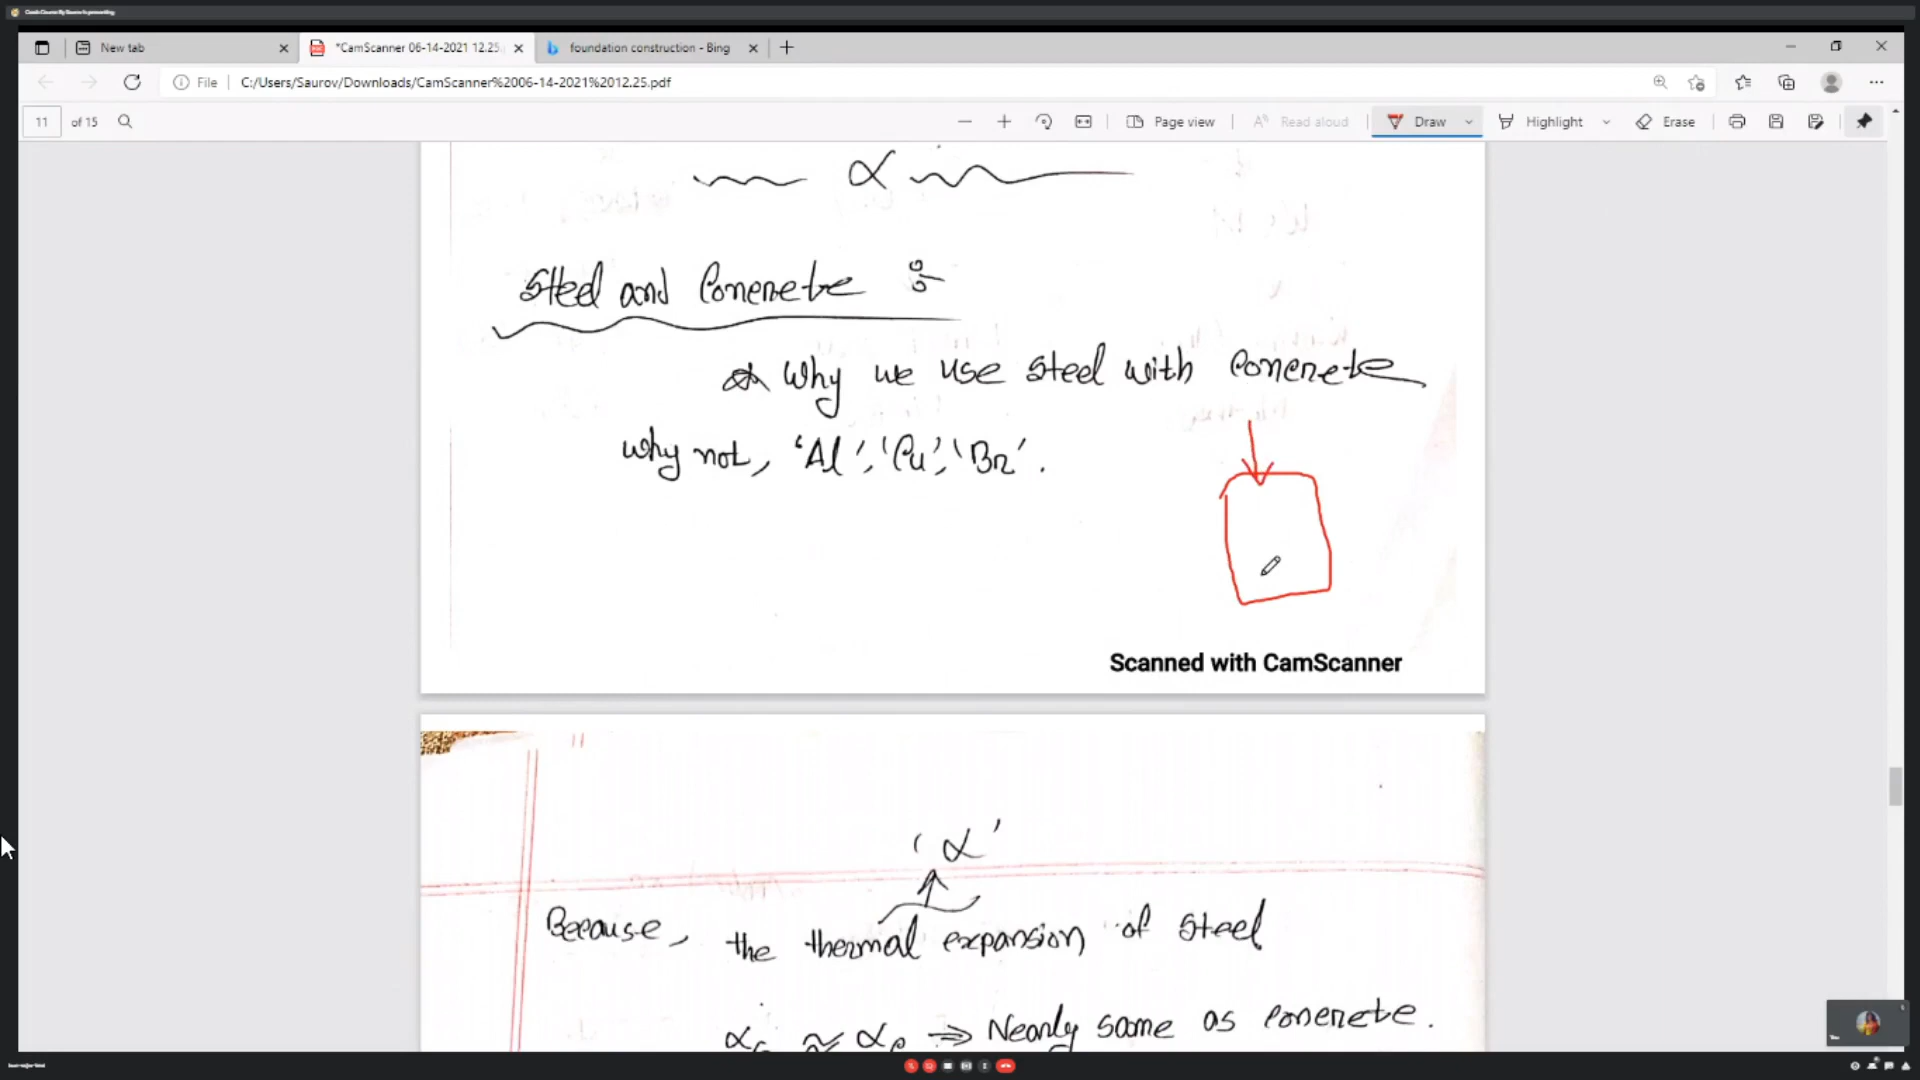 New tab
*CamScanner 06-14-2021 12.25.
foundation construction - Bing
File
C:/Users/Saurov/Downloads/CamScanner%2006-14-2021%2012.25.pdf
11 of 15
Page view
Read aloud
Draw
Highlight
Erase
α
Steel and Concrete :-
Why we use steel with concrete
why not, 'Al', 'Cu', 'Br'.
Scanned with CamScanner
'α'
Because, the thermal expansion of steel
≈ ⇒ Nearly same as concrete.